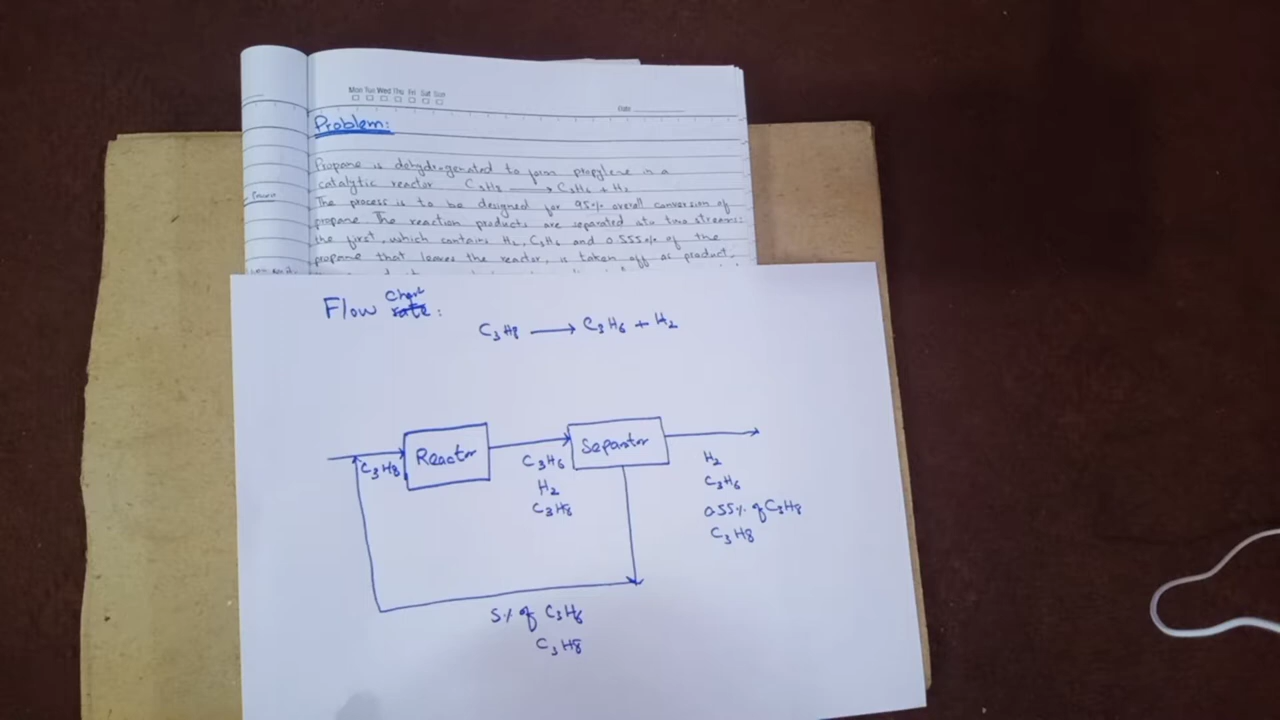 Mon Tue Wed Thu Fri Sat Sun
Date
Problem:
Propane is dehydrogenated to form propylene in a
catalytic reactor C3H8 ⟶ C3H6 + H2
The process is to be designed for 95% overall conversion of
propane. The reaction products are separated into two streams:
the first, which contains H2, C3H6 and 0.555% of the
propane that leaves the reactor, is taken off as product.
Flow Chart:
C3H8 ⟶ C3H6 + H2
C3H8
Reactor
C3H6
H2
C3H8
Separator
H2
C3H6
0.55% of C3H8
C3H8
5% of C3H6
C3H8